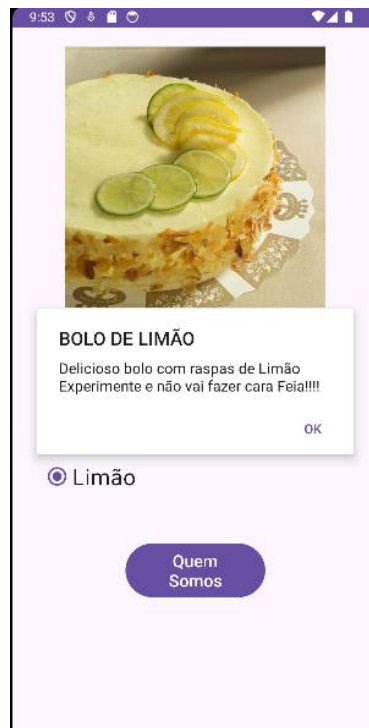 9:53
BOLO DE LIMÃO
Delicioso bolo com raspas de Limão
Experimente e não vai fazer cara Feia!!!!
OK
Limão
Quem
Somos